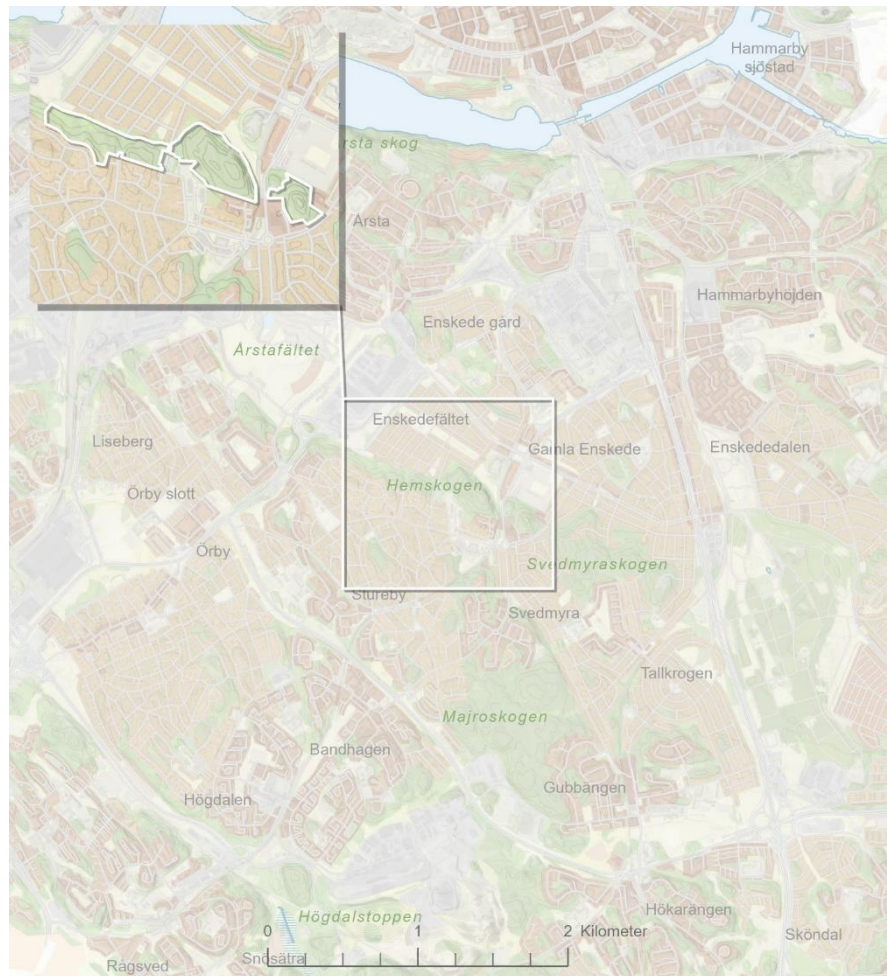 Hammarby
sjöstad
rsta skog
Årsta
Hammarbyhöjden
Enskede gård
Årstafältet
Enskedefältet
Liseberg
Gamla Enskede
Enskededalen
Hemskogen
Örby slott
Örby
Svedmyraskogen
Stureby
Svedmyra
Tallkrogen
Majroskogen
Bandhagen
Gubbängen
Högdalen
Hökarängen
Högdalstoppen
0 1 2 Kilometer
Sköndal
Snösätra
Rågsved